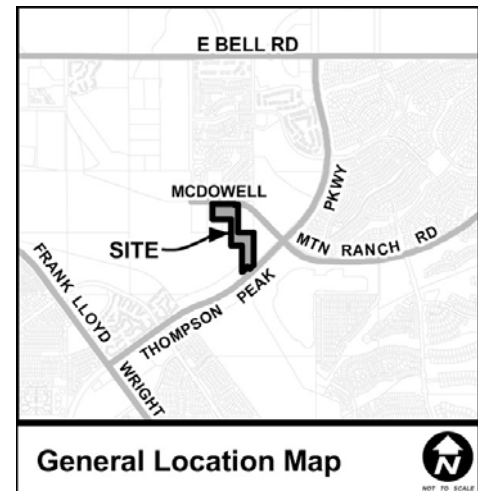 E BELL RD
MCDOWELL
PKWY
MTN RANCH RD
SITE
FRANK LLOYD
WRIGHT
THOMPSON PEAK
General Location Map
N
NOT TO SCALE